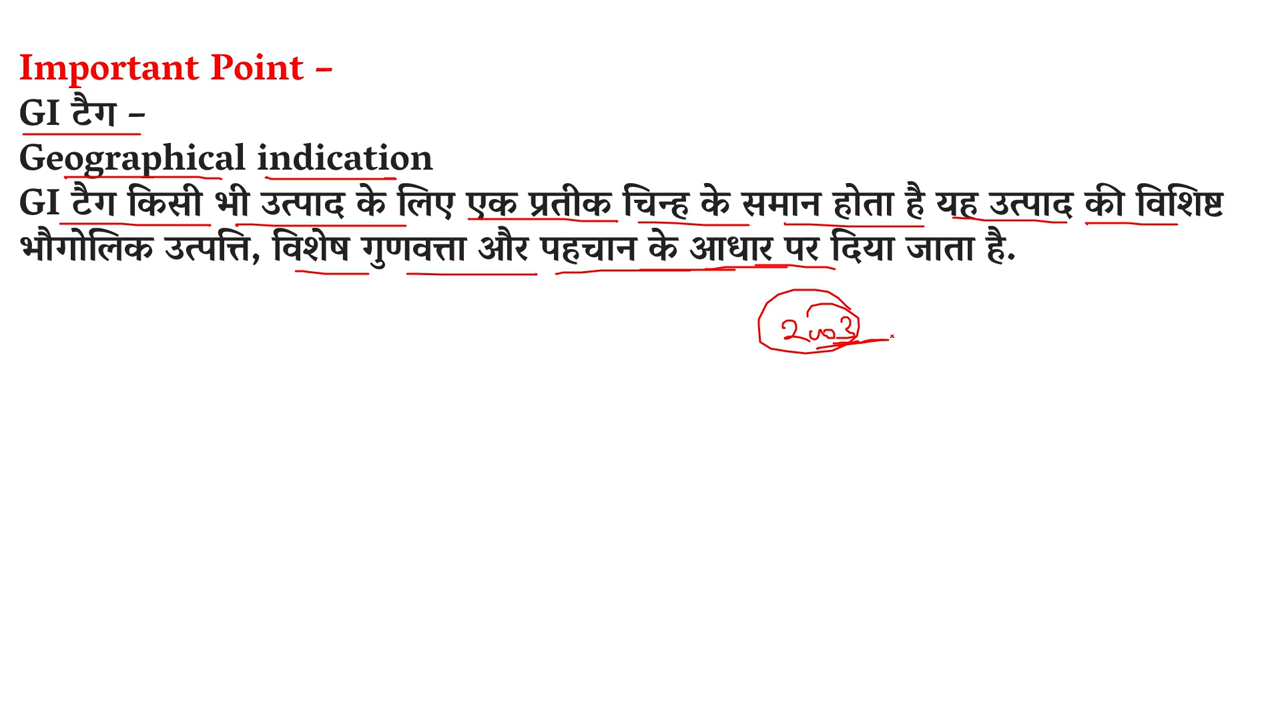 Important Point –
GI टैग –
Geographical indication
GI टैग किसी भी उत्पाद के लिए एक प्रतीक चिन्ह के समान होता है यह उत्पाद की विशिष्ट
भौगोलिक उत्पत्ति, विशेष गुणवत्ता और पहचान के आधार पर दिया जाता है.
2003